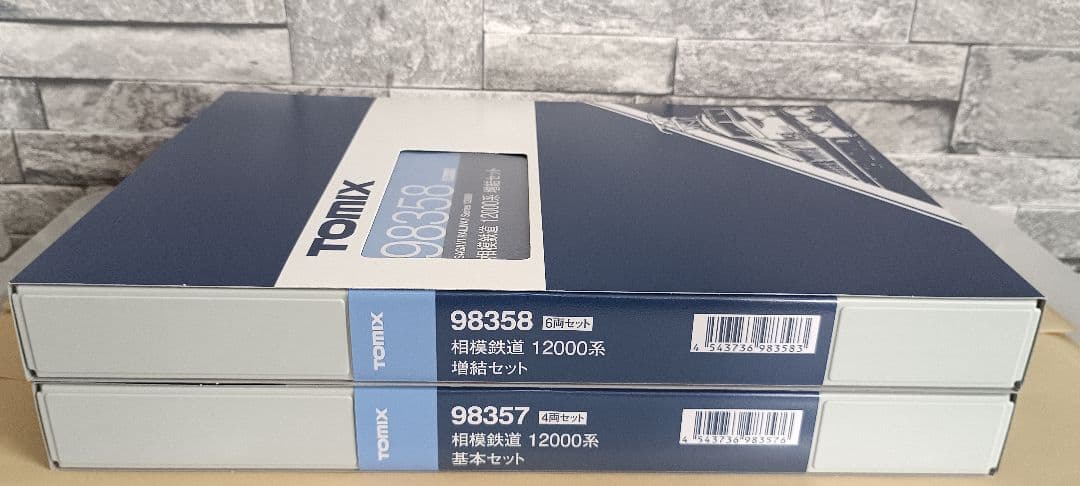 TOMIX
98358
SAGAMI RAILWAY Series 12000
相模鉄道 12000系 増結セット
TOMIX
98358 6両セット
相模鉄道 12000系
増結セット
4 543736 983583
TOMIX
98357 4両セット
相模鉄道 12000系
基本セット
4 543736 983576